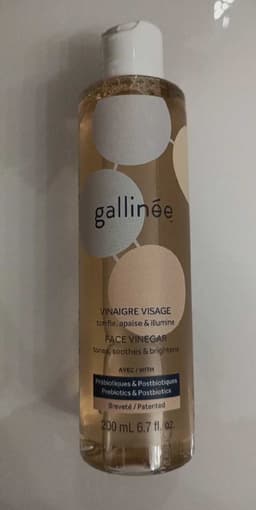 gallinée
VINAIGRE VISAGE
tonifie, apaise & illumine
FACE VINEGAR
tones, soothes & brightens
AVEC / WITH
Prébiotiques & Postbiotiques
Prebiotics & Postbiotics
Breveté / Patented
200 mL 6.7 fl. oz.